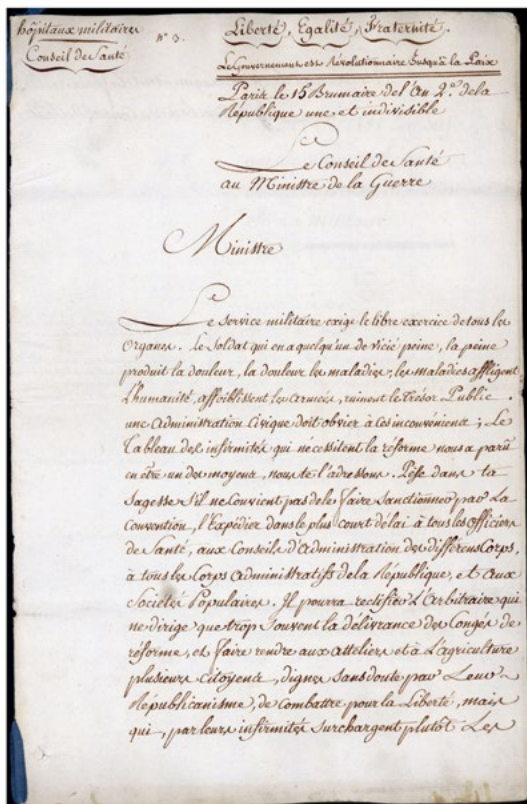 hôpitaux militaires
Conseil de Santé
N° 3.
Liberté, Egalité, Fraternité.
Le Gouvernement est Révolutionnaire Jusqu'à la Paix
Paris le 15 Brumaire de l'An 2e. de la
République une et indivisible
Le Conseil de Santé
au Ministre de la Guerre
Ministre
Le service militaire exige le libre exercice de tous les
Organes. Le Soldat qui en a quelqu'un de vicié peine, la peine
produit la douleur, la douleur les maladies; les maladies affligent
L'humanité, affoiblissent les armées, ruinent le Trésor Public.
une administration Civique doit obvier à ces inconvéniens; Le
Tableau des infirmités qui nécessitent la réforme nous a paru
en être un des moyens, nous te l'adressons. Pèse dans ta
sagesse s'il ne convient pas de le faire sanctionner par La
Convention, l'Expédier dans le plus court délai à tous les officiers
de Santé, aux Conseils d'administration des différens Corps,
à tous les Corps administratifs de la République, et aux
Sociétés Populaires. Il pourra rectifier L'arbitraire qui
ne dirige que trop souvent la délivrance des Congés de
réforme, et faire rendre aux atteliers et à L'agriculture
plusieurs citoyens, dignes sans doute par Leur
Républicanisme, de combattre pour la Liberté, mais
qui, par leurs infirmités surchargent plutôt Les